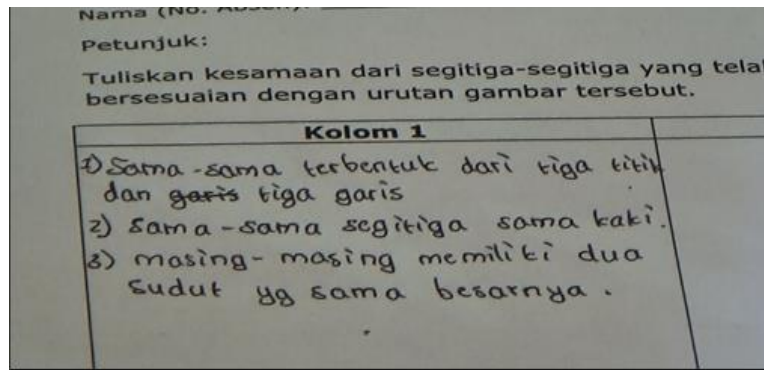 Nama (No. Absen):
Petunjuk:
Tuliskan kesamaan dari segitiga-segitiga yang tela
bersesuaian dengan urutan gambar tersebut.
Kolom 1
1) Sama-sama terbentuk dari tiga titik
dan garis tiga garis
2) sama-sama segitiga sama kaki.
3) masing-masing memiliki dua
sudut yg sama besarnya.